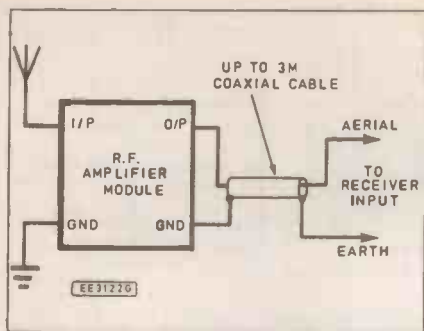 UP TO 3M
COAXIAL CABLE
I/P
O/P
R.F.
AMPLIFIER
MODULE
GND
GND
AERIAL
TO
RECEIVER
INPUT
EARTH
EE3122G